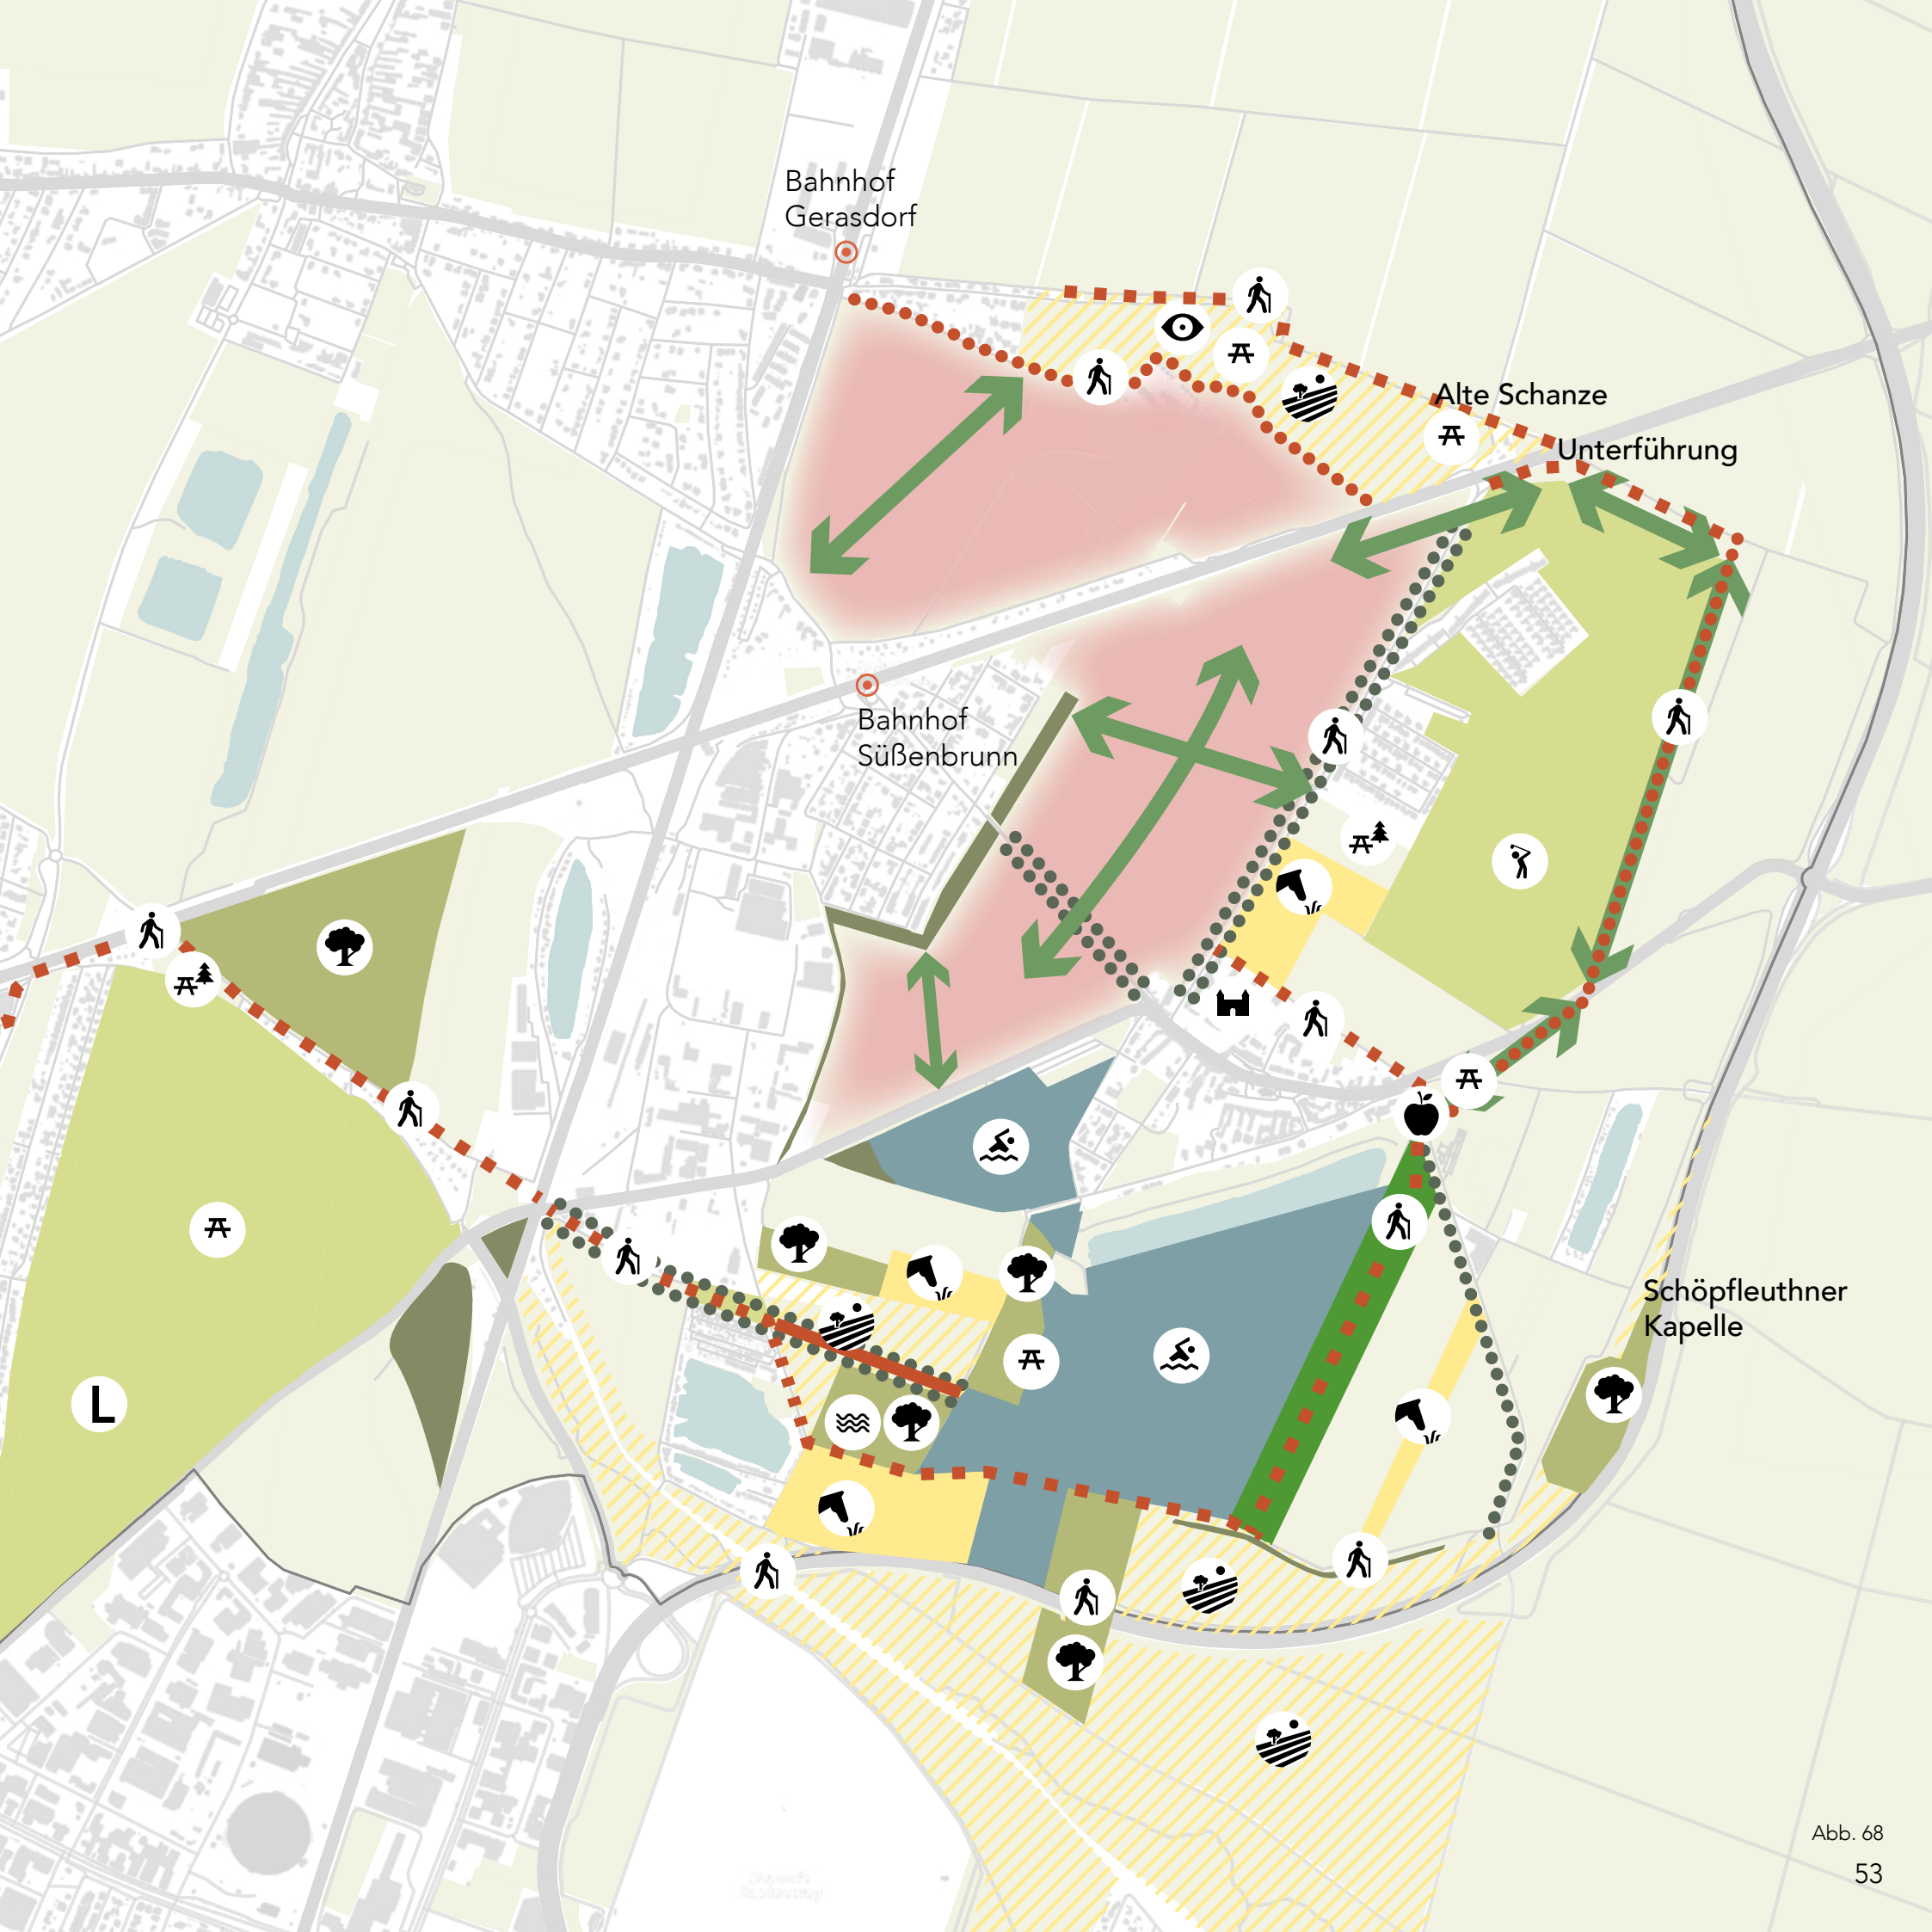 Bahnhof
Gerasdorf
Alte Schanze
Unterführung
Bahnhof
Süßenbrunn
Schöpfleuthner
Kapelle
L
Abb. 68
53